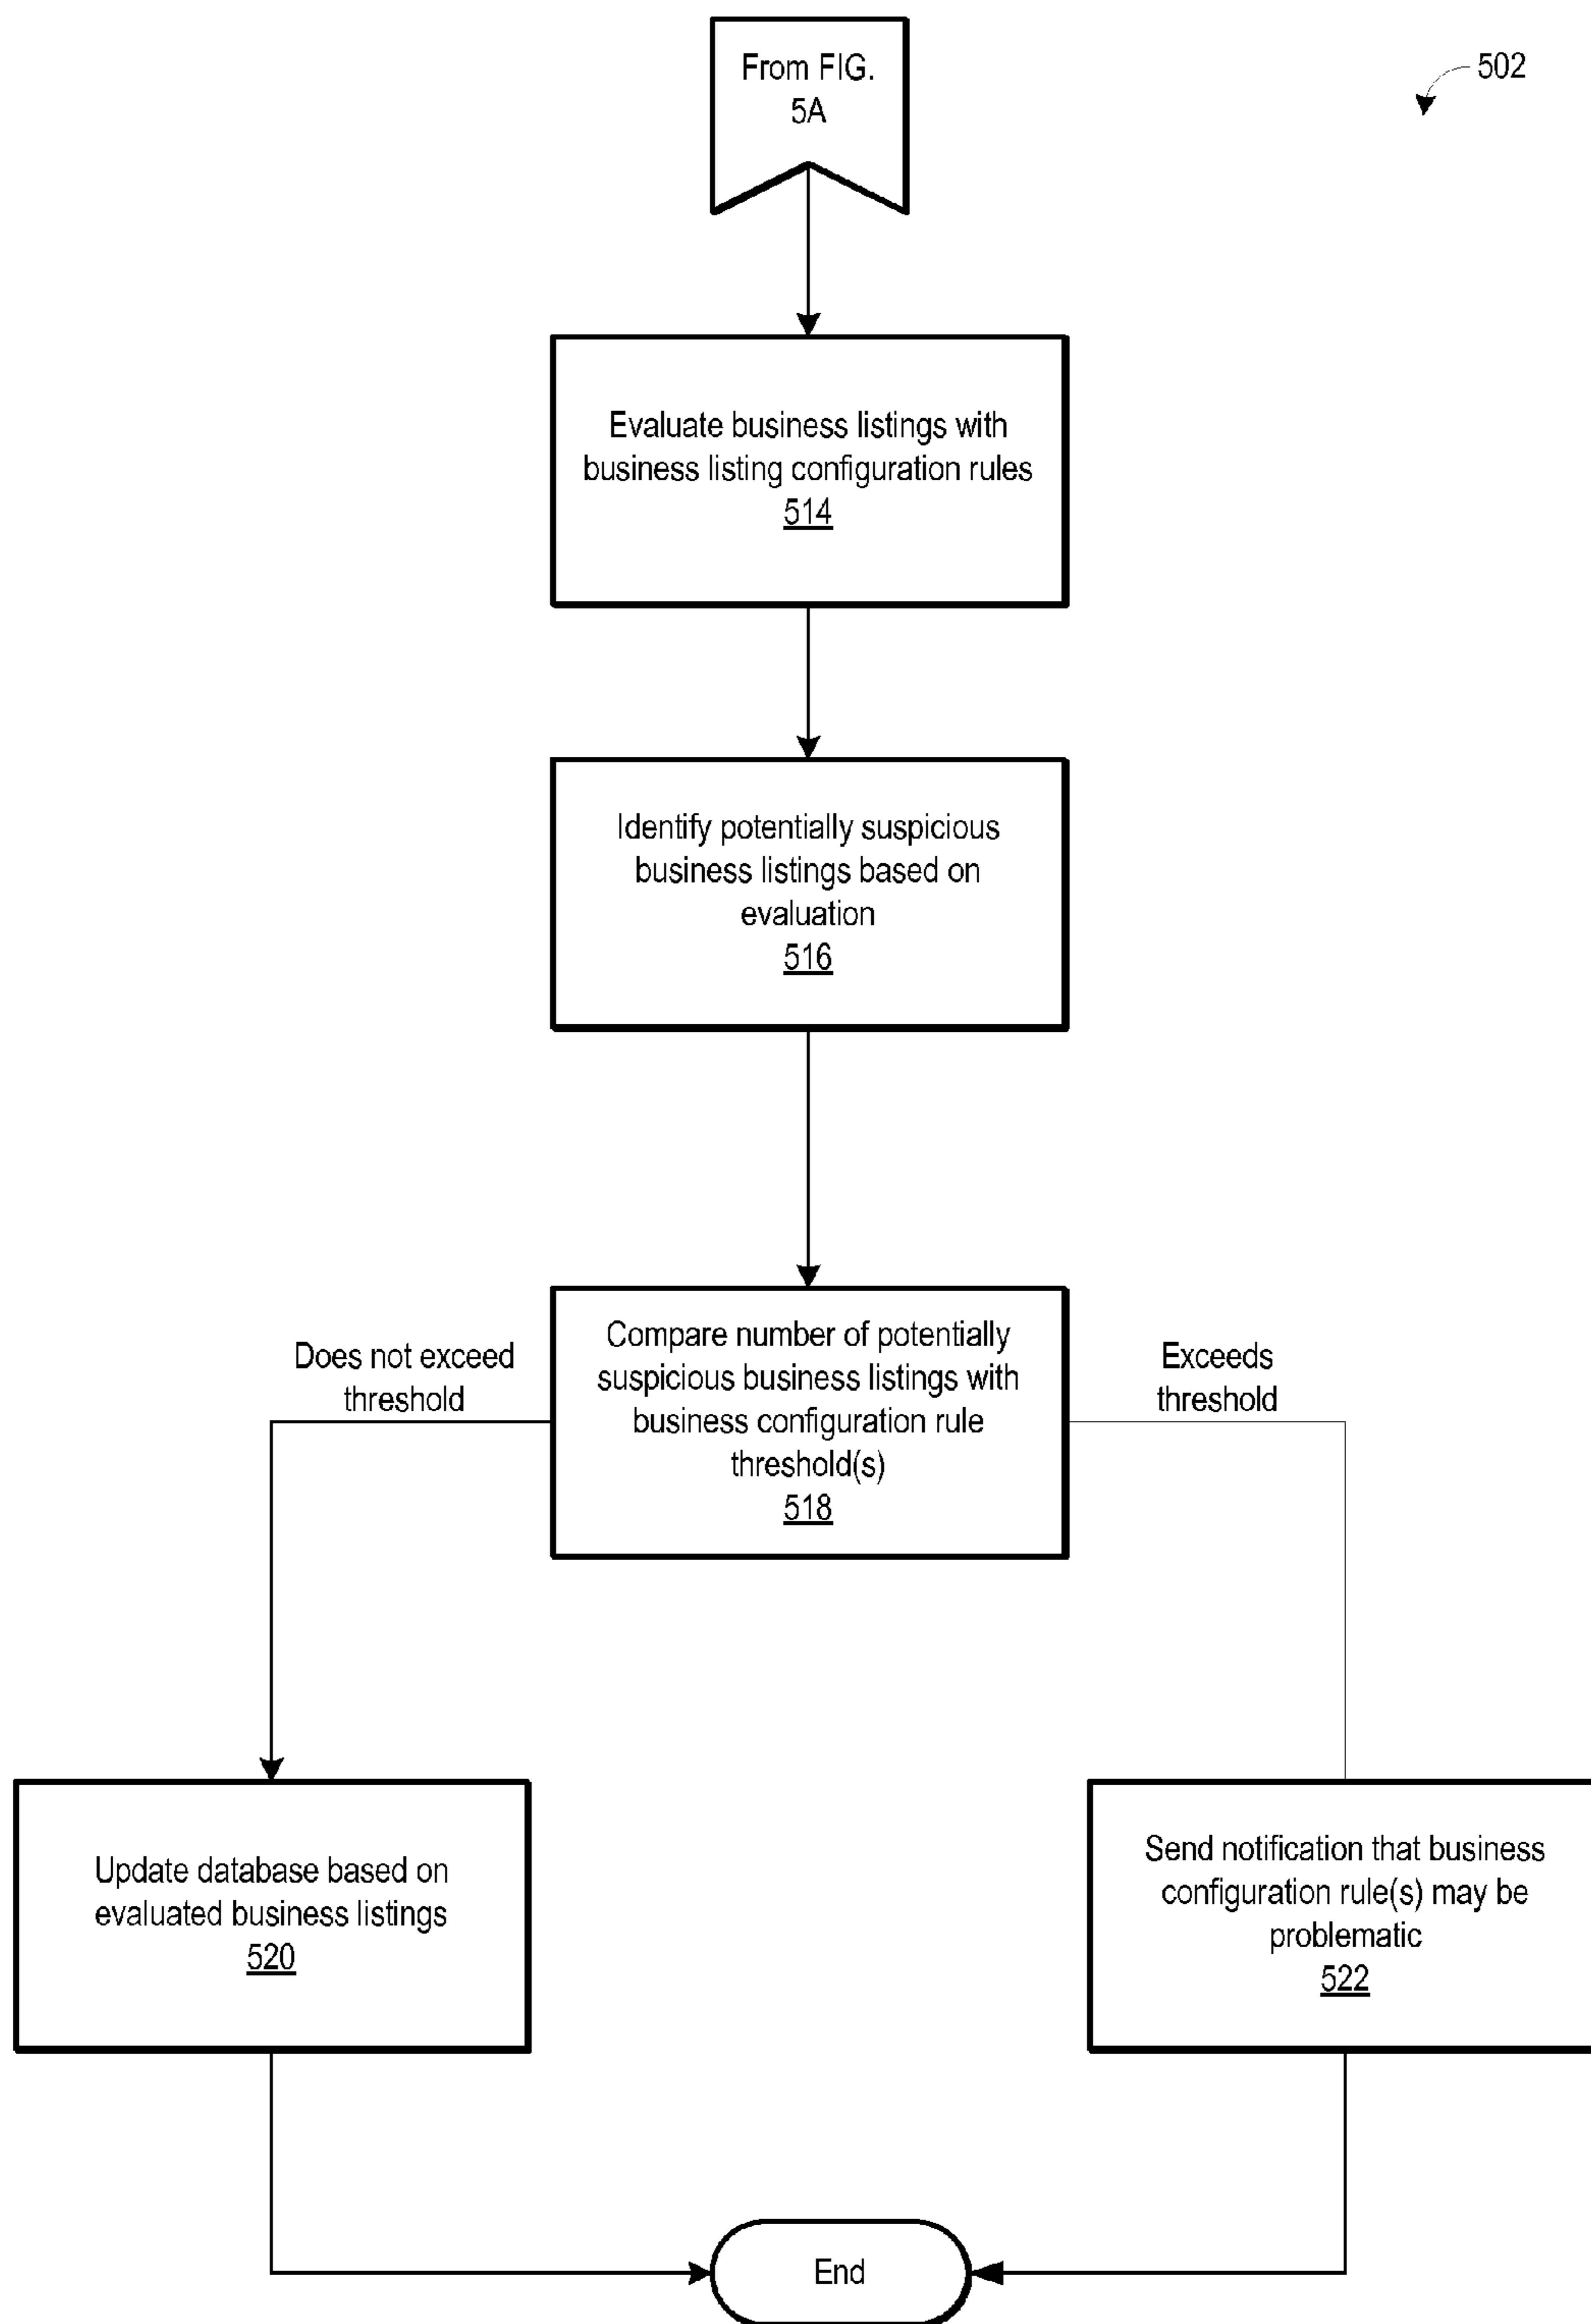 From FIG.
5A
502
Evaluate business listings with
business listing configuration rules
514
Identify potentially suspicious
business listings based on
evaluation
516
Does not exceed
threshold
Compare number of potentially
suspicious business listings with
business configuration rule
threshold(s)
518
Exceeds
threshold
Update database based on
evaluated business listings
520
Send notification that business
configuration rule(s) may be
problematic
522
End